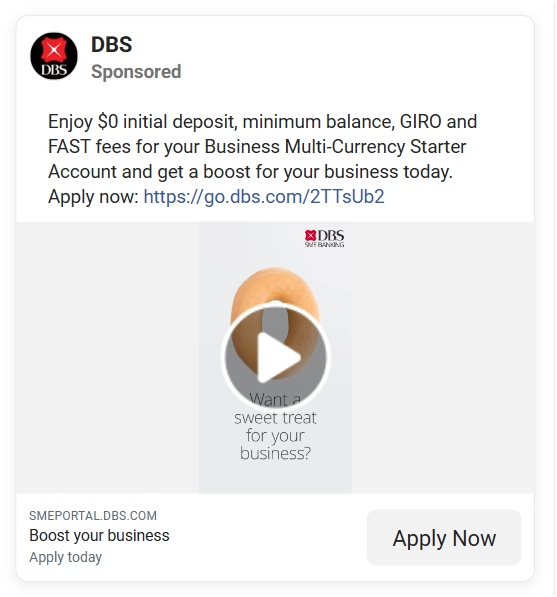 DBS
DBS
Sponsored
Enjoy $0 initial deposit, minimum balance, GIRO and
FAST fees for your Business Multi-Currency Starter
Account and get a boost for your business today.
Apply now: https://go.dbs.com/2TTsUb2
DBS
SME BANKING
Want a
sweet treat
for your
business?
SMEPORTAL.DBS.COM
Boost your business
Apply today
Apply Now